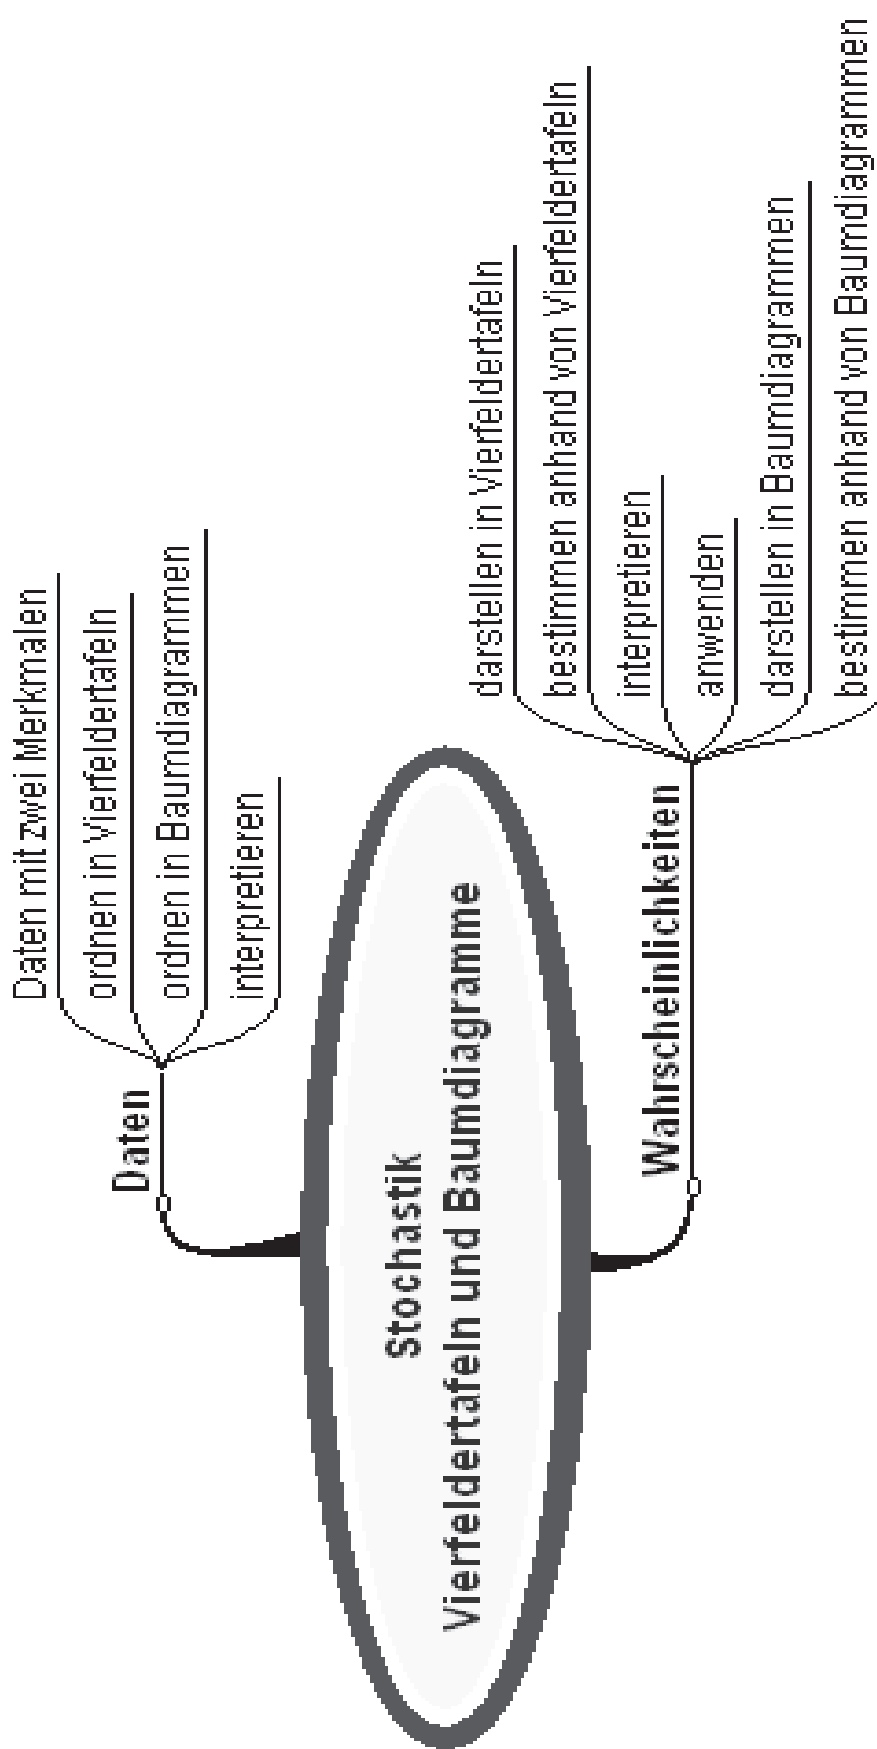 Stochastik
Vierfeldertafeln und Baumdiagramme
Daten
Daten mit zwei Merkmalen
ordnen in Vierfeldertafeln
ordnen in Baumdiagrammen
interpretieren
Wahrscheinlichkeiten
darstellen in Vierfeldertafeln
bestimmen anhand von Vierfeldertafeln
interpretieren
anwenden
darstellen in Baumdiagrammen
bestimmen anhand von Baumdiagrammen